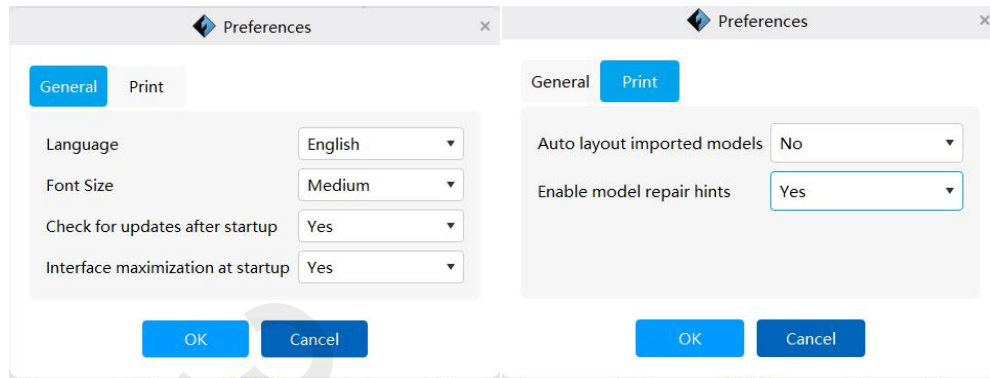 Preferences
General Print
Language English
Font Size Medium
Check for updates after startup Yes
Interface maximization at startup Yes
OK Cancel
Preferences
General Print
Auto layout imported models No
Enable model repair hints Yes
OK Cancel